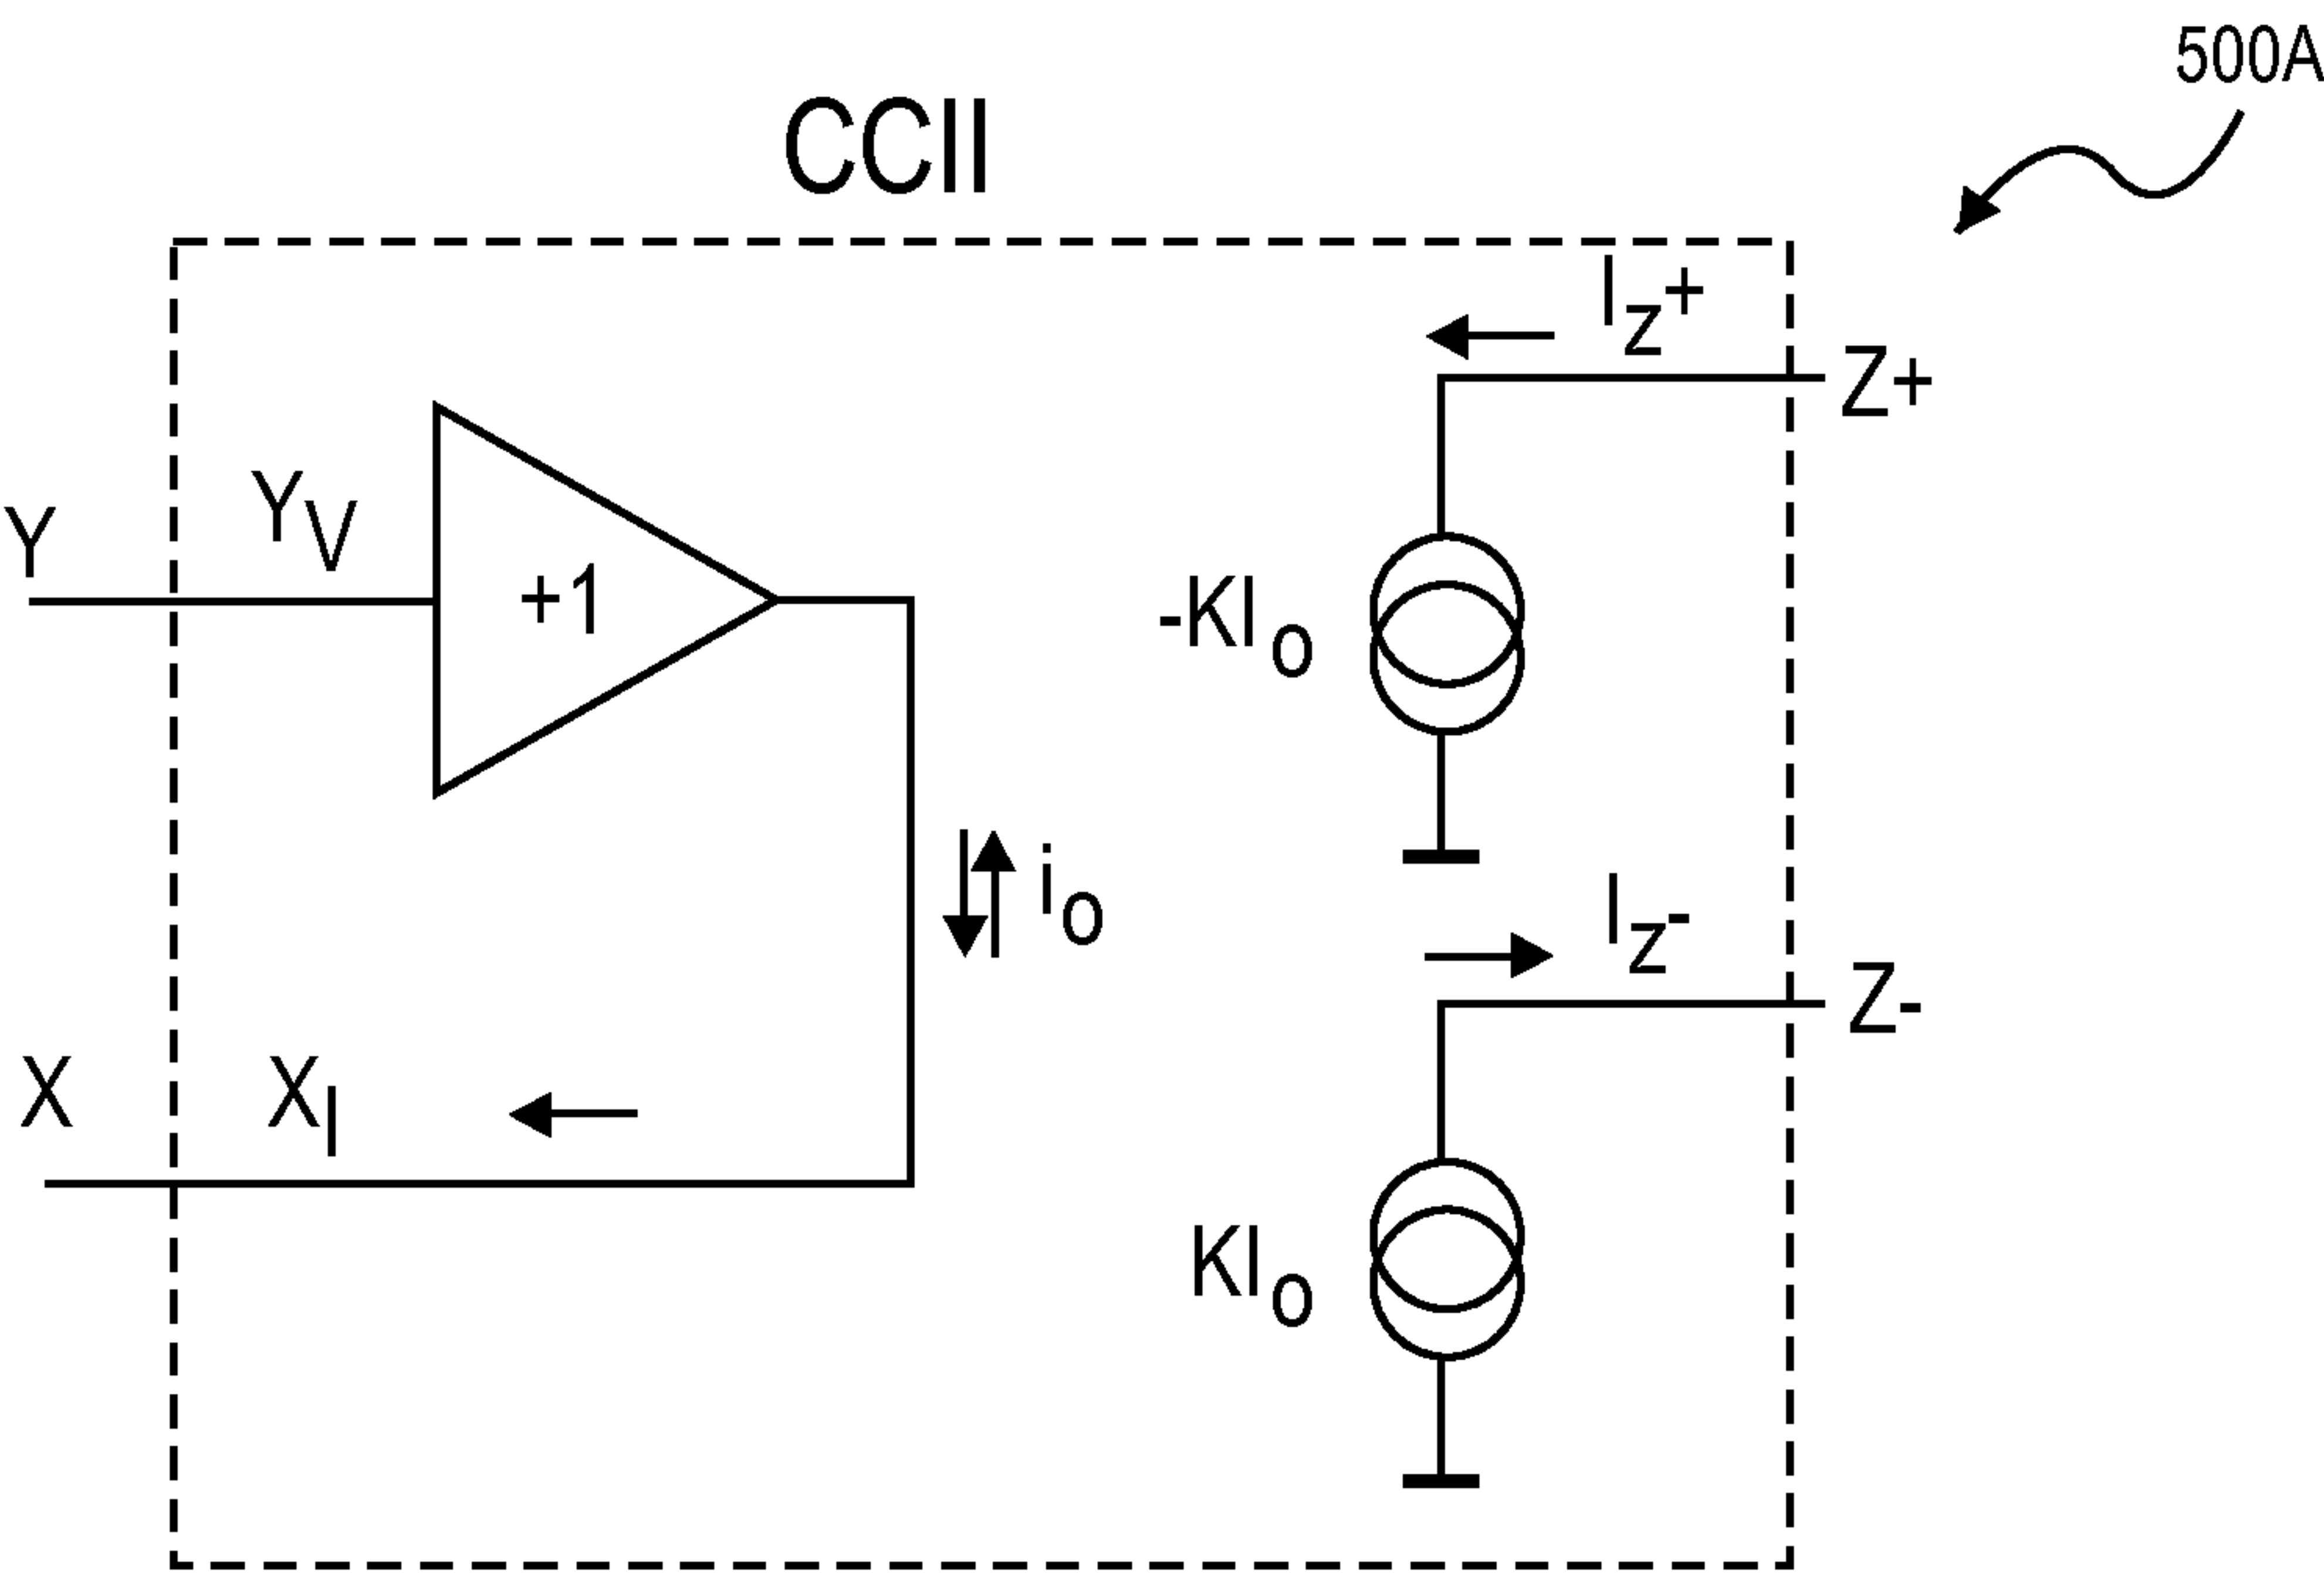 500A
CCII
IZ+
Z+
Y
YV
+1
-KIo
io
IZ-
Z-
X
XI
KIo